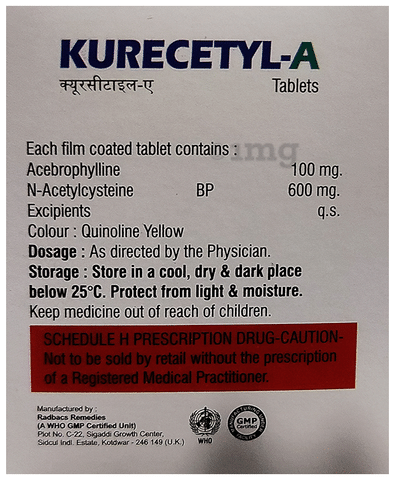 KURECETYL-A
क्यूरसीटाइल-ए Tablets
1mg
Each film coated tablet contains :
Acebrophylline 100 mg.
N-Acetylcysteine BP 600 mg.
Excipients q.s.
Colour : Quinoline Yellow
Dosage : As directed by the Physician.
Storage : Store in a cool, dry & dark place
below 25°C. Protect from light & moisture.
Keep medicine out of reach of children.
SCHEDULE H PRESCRIPTION DRUG-CAUTION-
Not to be sold by retail without the prescription
of a Registered Medical Practitioner.
Manufactured by :
Radbacs Remedies
(A WHO GMP Certified Unit)
Plot No. C-22, Sigaddi Growth Center,
Sidcul Indl. Estate, Kotdwar - 246 149 (U.K.)
WHO
GMP
Certified